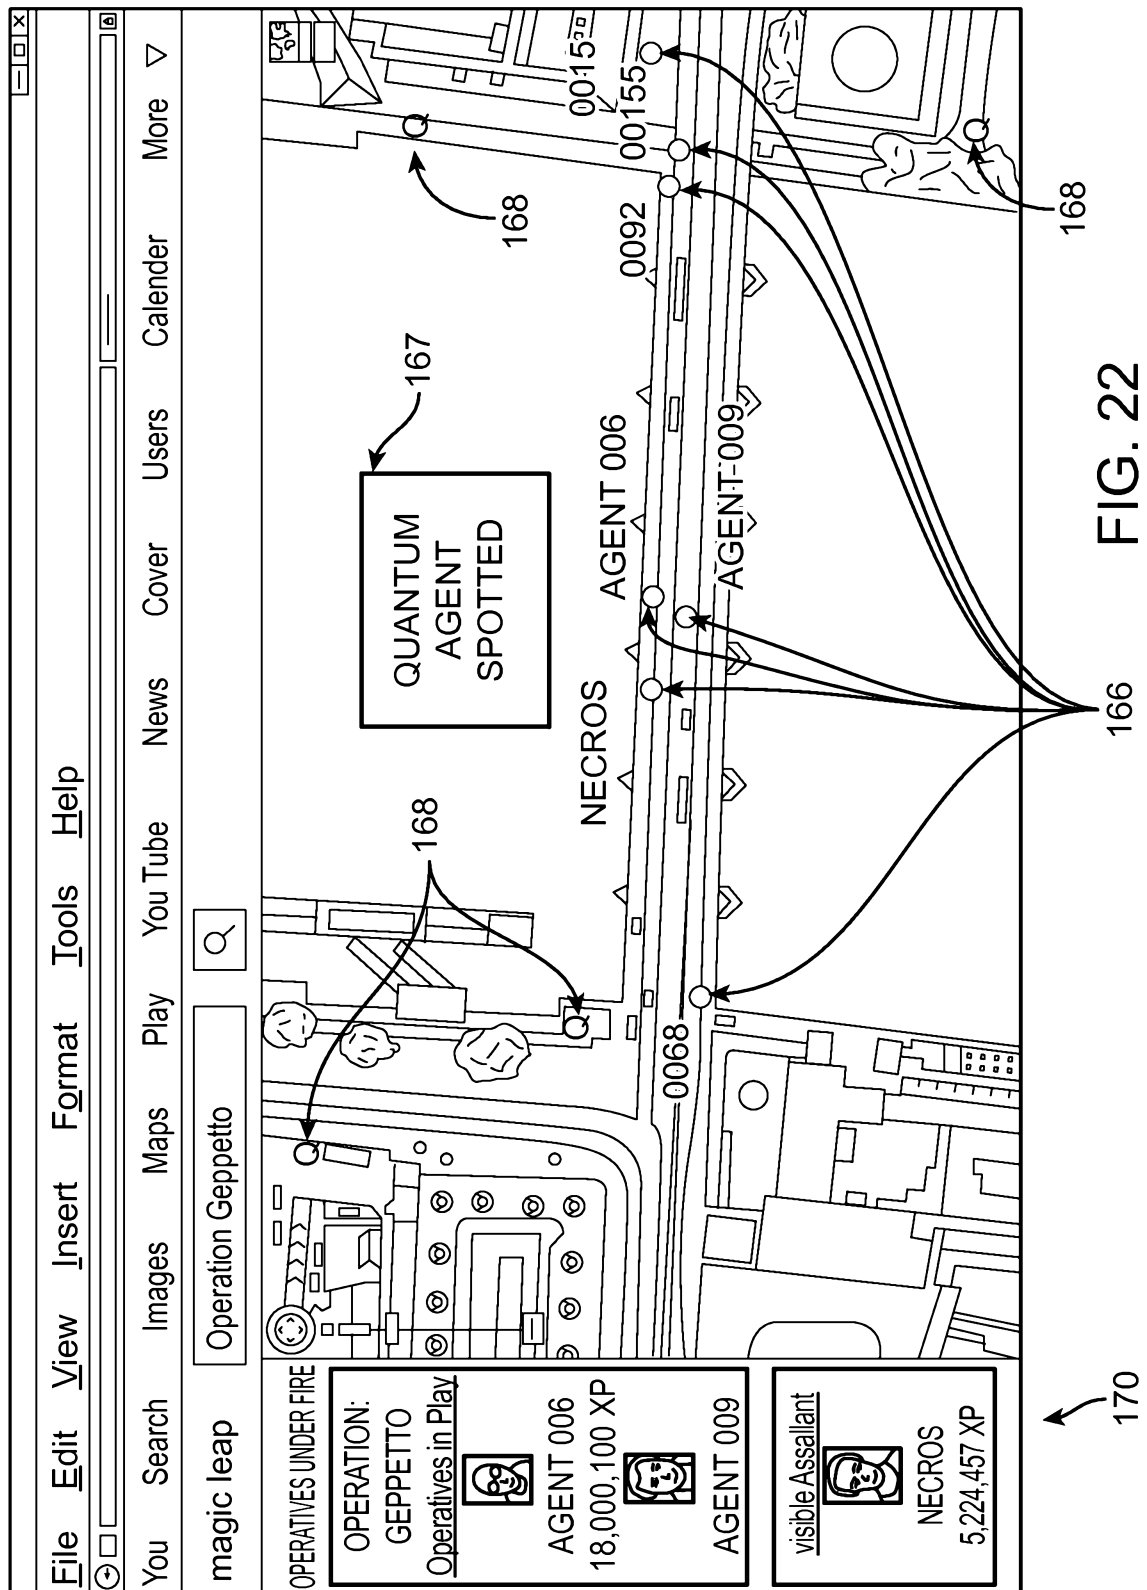 File Edit View Insert Format Tools Help
You Search Images Maps Play You Tube News Cover Users Calender More
magic leap
Operation Geppetto
OPERATIVES UNDER FIRE
OPERATION:
GEPPETTO
Operatives in Play
AGENT 006
18,000,100 XP
AGENT 009
visible Assallant
NECROS
5,224,457 XP
170
168
Q
Q
0068
NECROS
QUANTUM
AGENT
SPOTTED
167
AGENT 006
AGENT-009
0092
00155
0015
168
Q
Q
168
166
FIG. 22